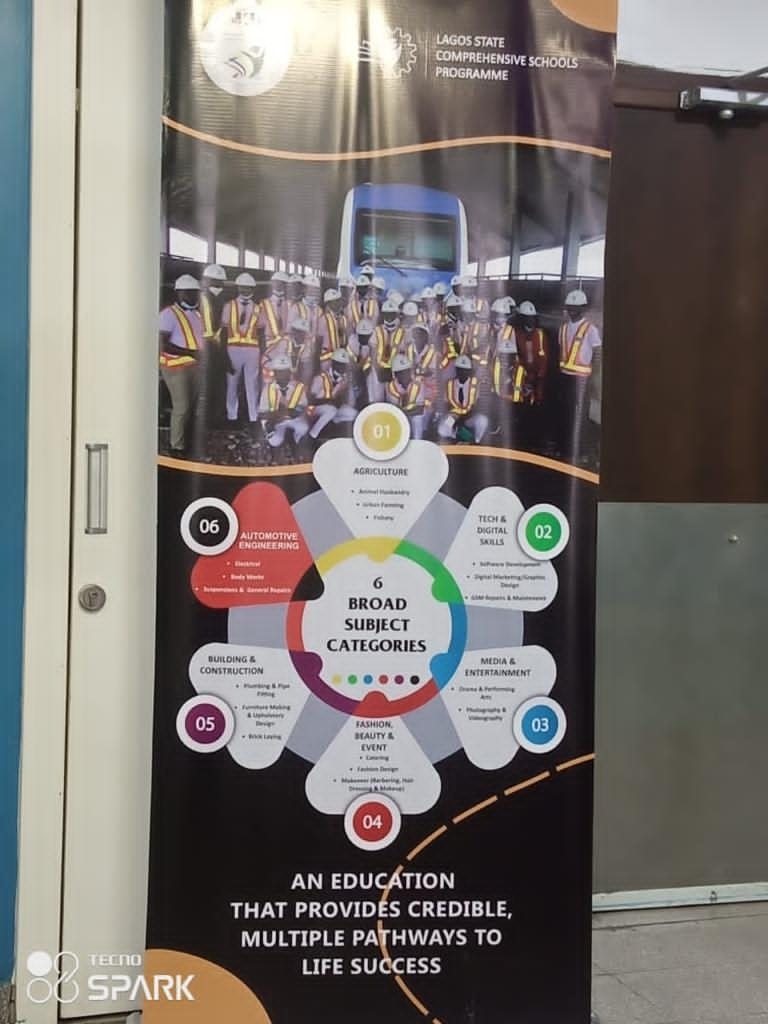 LAGOS STATE
COMPREHENSIVE SCHOOLS
PROGRAMME
01
AGRICULTURE
• Animal Husbandry
• Urban Farming
• Fishery
02
TECH &
DIGITAL
SKILLS
• Software Development
• Digital Marketing/Graphic
Design
• GSM Repairs & Maintenance
MEDIA &
ENTERTAINMENT
• Drama & Performing
Arts
• Photography &
Videography
03
FASHION,
BEAUTY &
EVENT
• Catering
• Fashion Design
• Makeover (Barbering, Hair
Dressing & Makeup)
04
BUILDING &
CONSTRUCTION
• Plumbing & Pipe
Fitting
• Furniture Making
& Upholstery
Design
• Brick Laying
05
06
AUTOMOTIVE
ENGINEERING
• Electrical
• Body Works
• Suspensions & General Repairs
6
BROAD
SUBJECT
CATEGORIES
AN EDUCATION
THAT PROVIDES CREDIBLE,
MULTIPLE PATHWAYS TO
LIFE SUCCESS
TECNO
SPARK